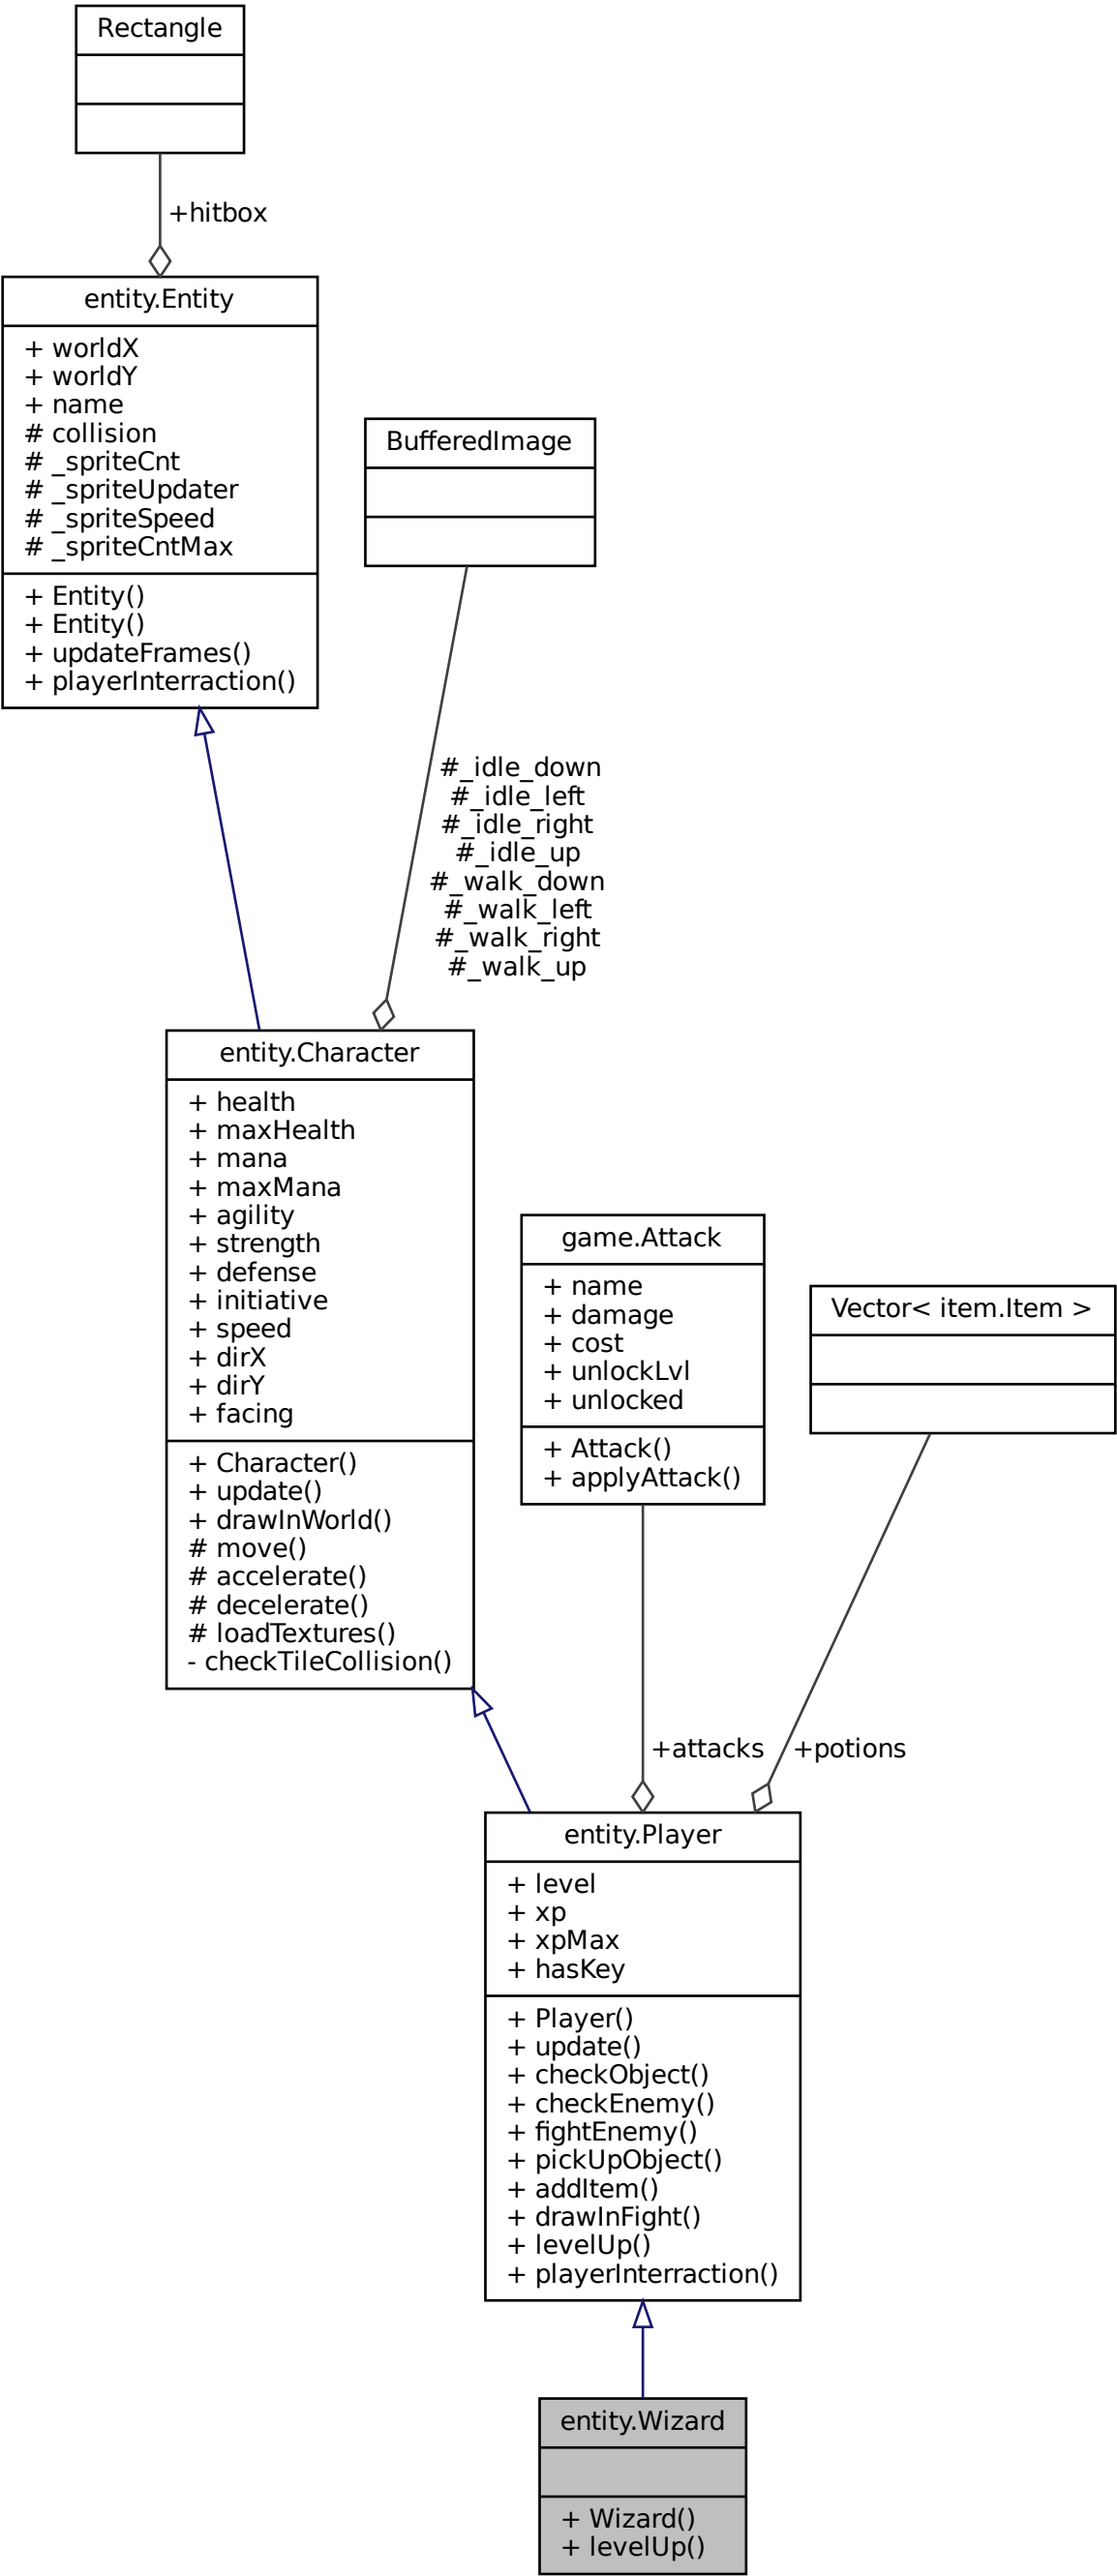 Rectangle
+hitbox
entity.Entity
+ worldX
+ worldY
+ name
# collision
# _spriteCnt
# _spriteUpdater
# _spriteSpeed
# _spriteCntMax
+ Entity()
+ Entity()
+ updateFrames()
+ playerInterraction()
BufferedImage
#_idle_down
#_idle_left
#_idle_right
#_idle_up
#_walk_down
#_walk_left
#_walk_right
#_walk_up
entity.Character
+ health
+ maxHealth
+ mana
+ maxMana
+ agility
+ strength
+ defense
+ initiative
+ speed
+ dirX
+ dirY
+ facing
+ Character()
+ update()
+ drawInWorld()
# move()
# accelerate()
# decelerate()
# loadTextures()
- checkTileCollision()
game.Attack
+ name
+ damage
+ cost
+ unlockLvl
+ unlocked
+ Attack()
+ applyAttack()
Vector< item.Item >
+attacks
+potions
entity.Player
+ level
+ xp
+ xpMax
+ hasKey
+ Player()
+ update()
+ checkObject()
+ checkEnemy()
+ fightEnemy()
+ pickUpObject()
+ addItem()
+ drawInFight()
+ levelUp()
+ playerInterraction()
entity.Wizard
+ Wizard()
+ levelUp()